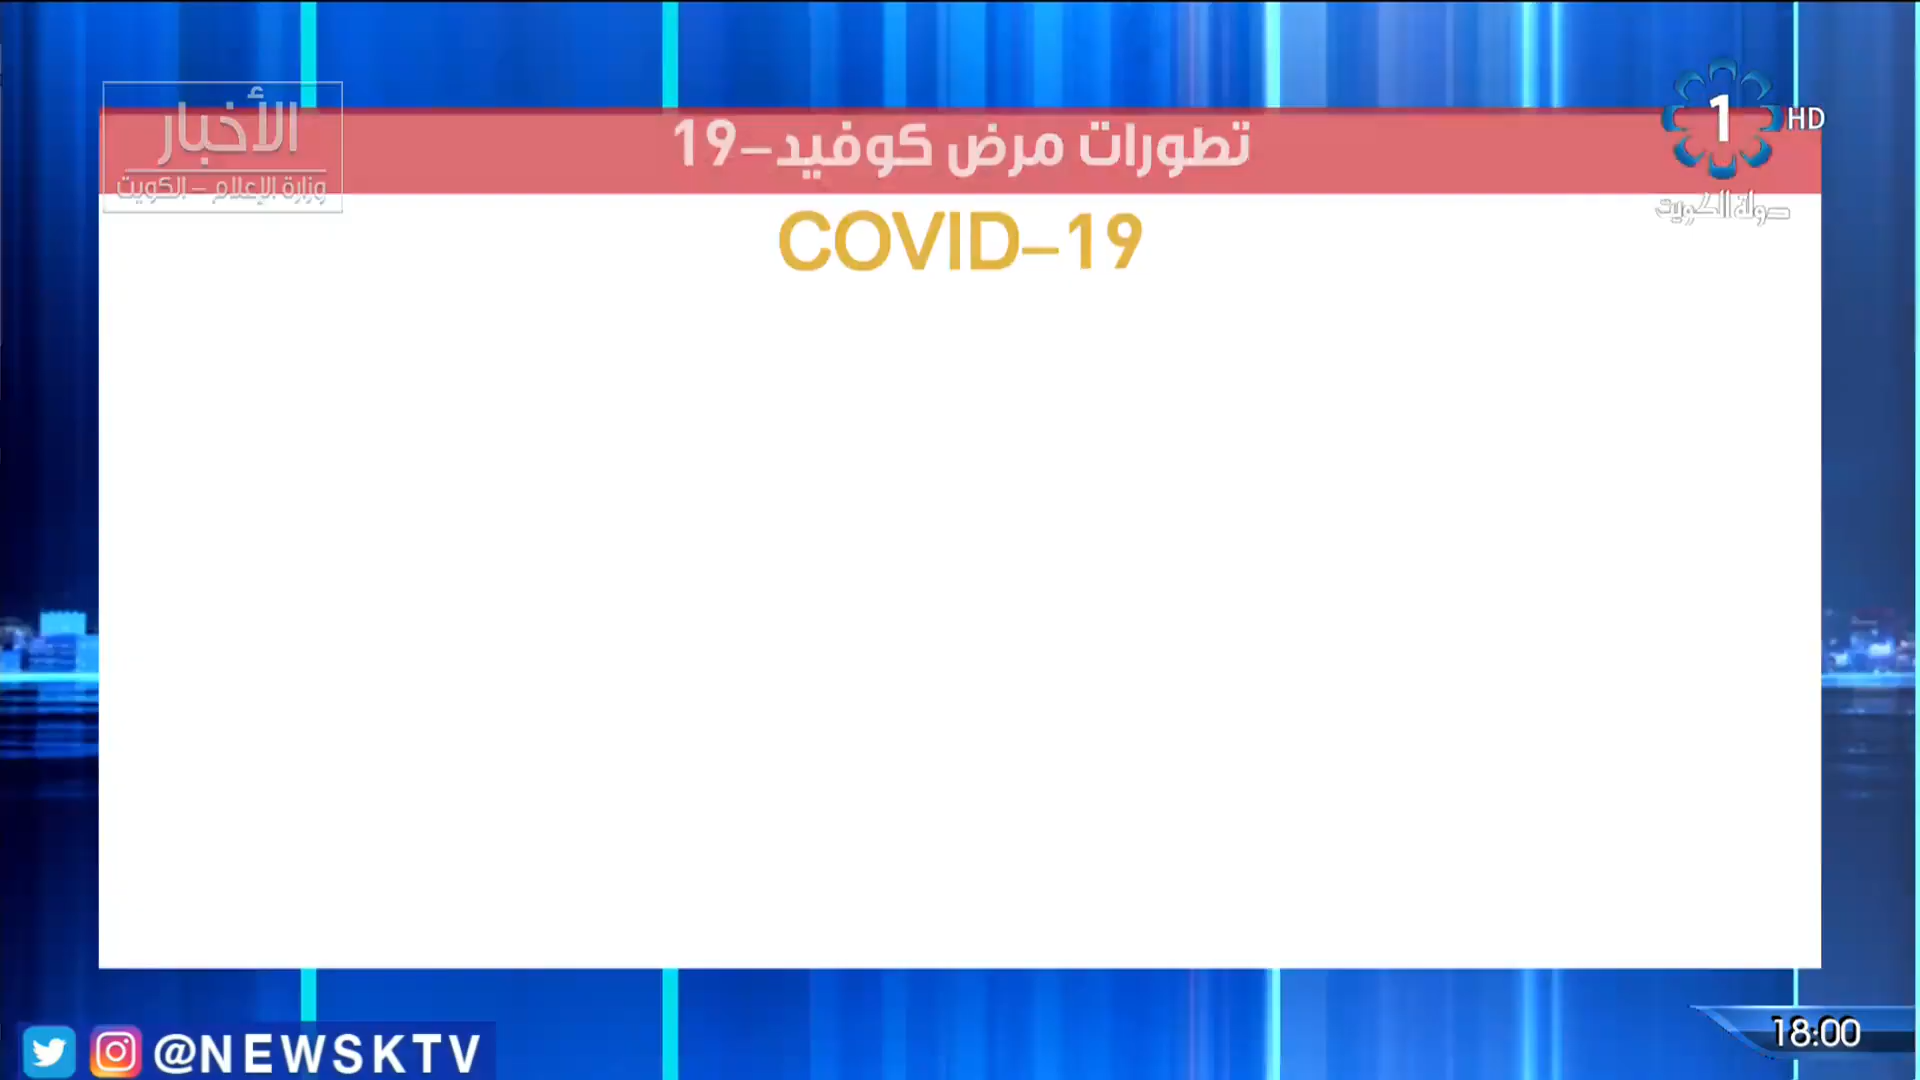 الأخبار
وزارة الإعلام - الكويت
1 HD
دولة الكويت
تطورات مرض كوفيد-19
COVID-19
@NEWSKTV
18:00